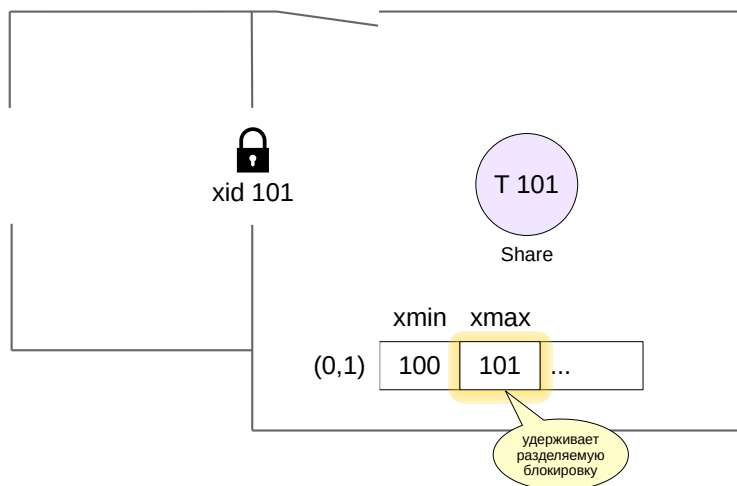 xid 101
T 101
Share
xmin xmax
(0,1) 100 101 ...
удерживает
разделяемую
блокировку